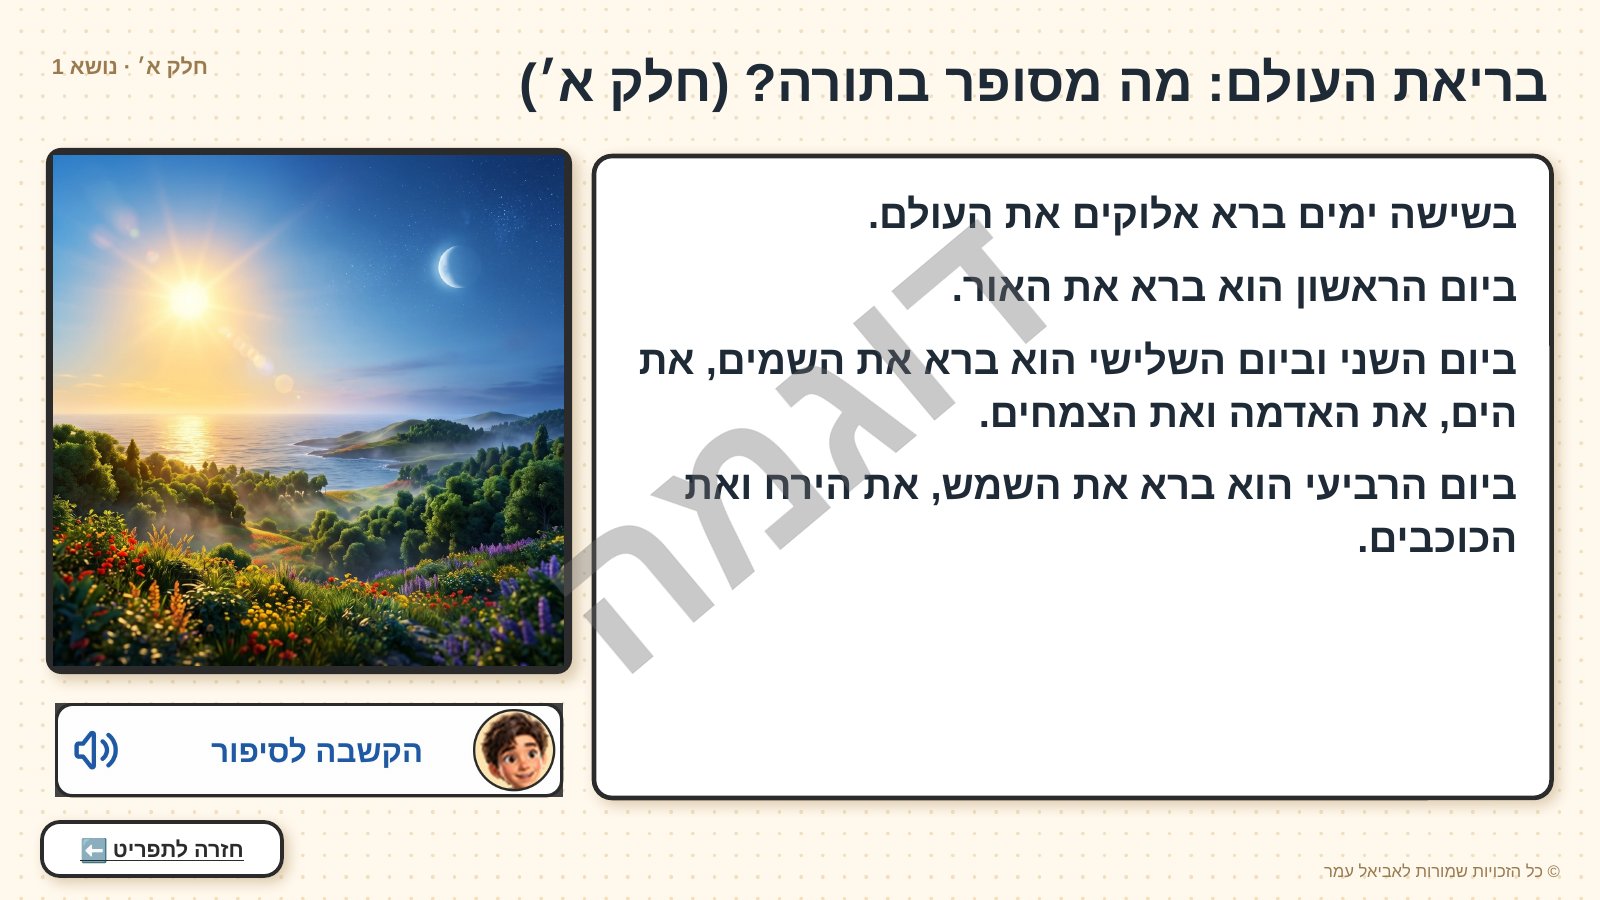 בריאת העולם: מה מסופר בתורה? (חלק א׳)
חלק א׳ · נושא 1
בשישה ימים ברא אלוקים את העולם.
ביום הראשון הוא ברא את האור.
ביום השני וביום השלישי הוא ברא את השמים, את
הים, את האדמה ואת הצמחים.
ביום הרביעי הוא ברא את השמש, את הירח ואת
הכוכבים.
דוגמה
הקשבה לסיפור
חזרה לתפריט ⬅️
© כל הזכויות שמורות לאביאל עמר